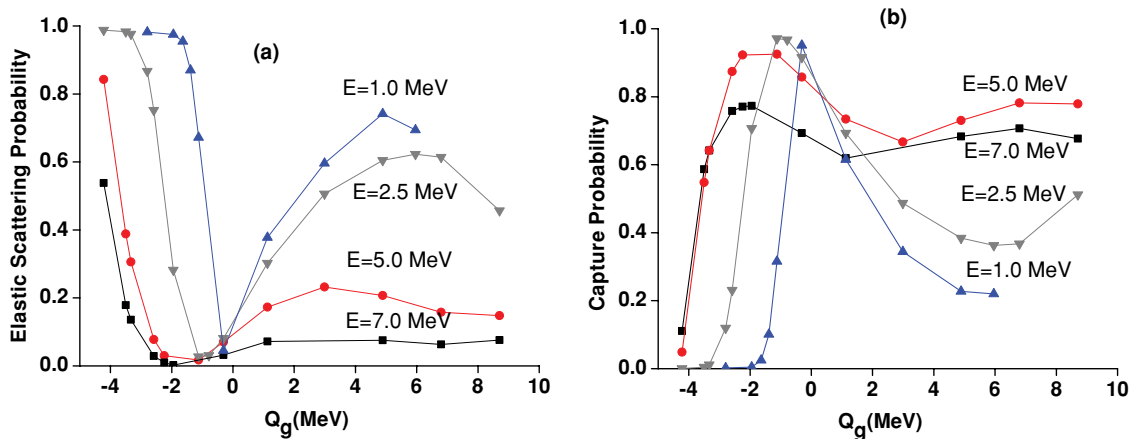 (a)
Elastic Scattering Probability
1.0
0.8
0.6
0.4
0.2
0.0
E=1.0 MeV
E=2.5 MeV
E=5.0 MeV
E=7.0 MeV
-4 -2 0 2 4 6 8 10
Qg(MeV)
(b)
Capture Probability
1.0
0.8
0.6
0.4
0.2
0.0
E=5.0 MeV
E=7.0 MeV
E=2.5 MeV
E=1.0 MeV
-4 -2 0 2 4 6 8 10
Qg(MeV)